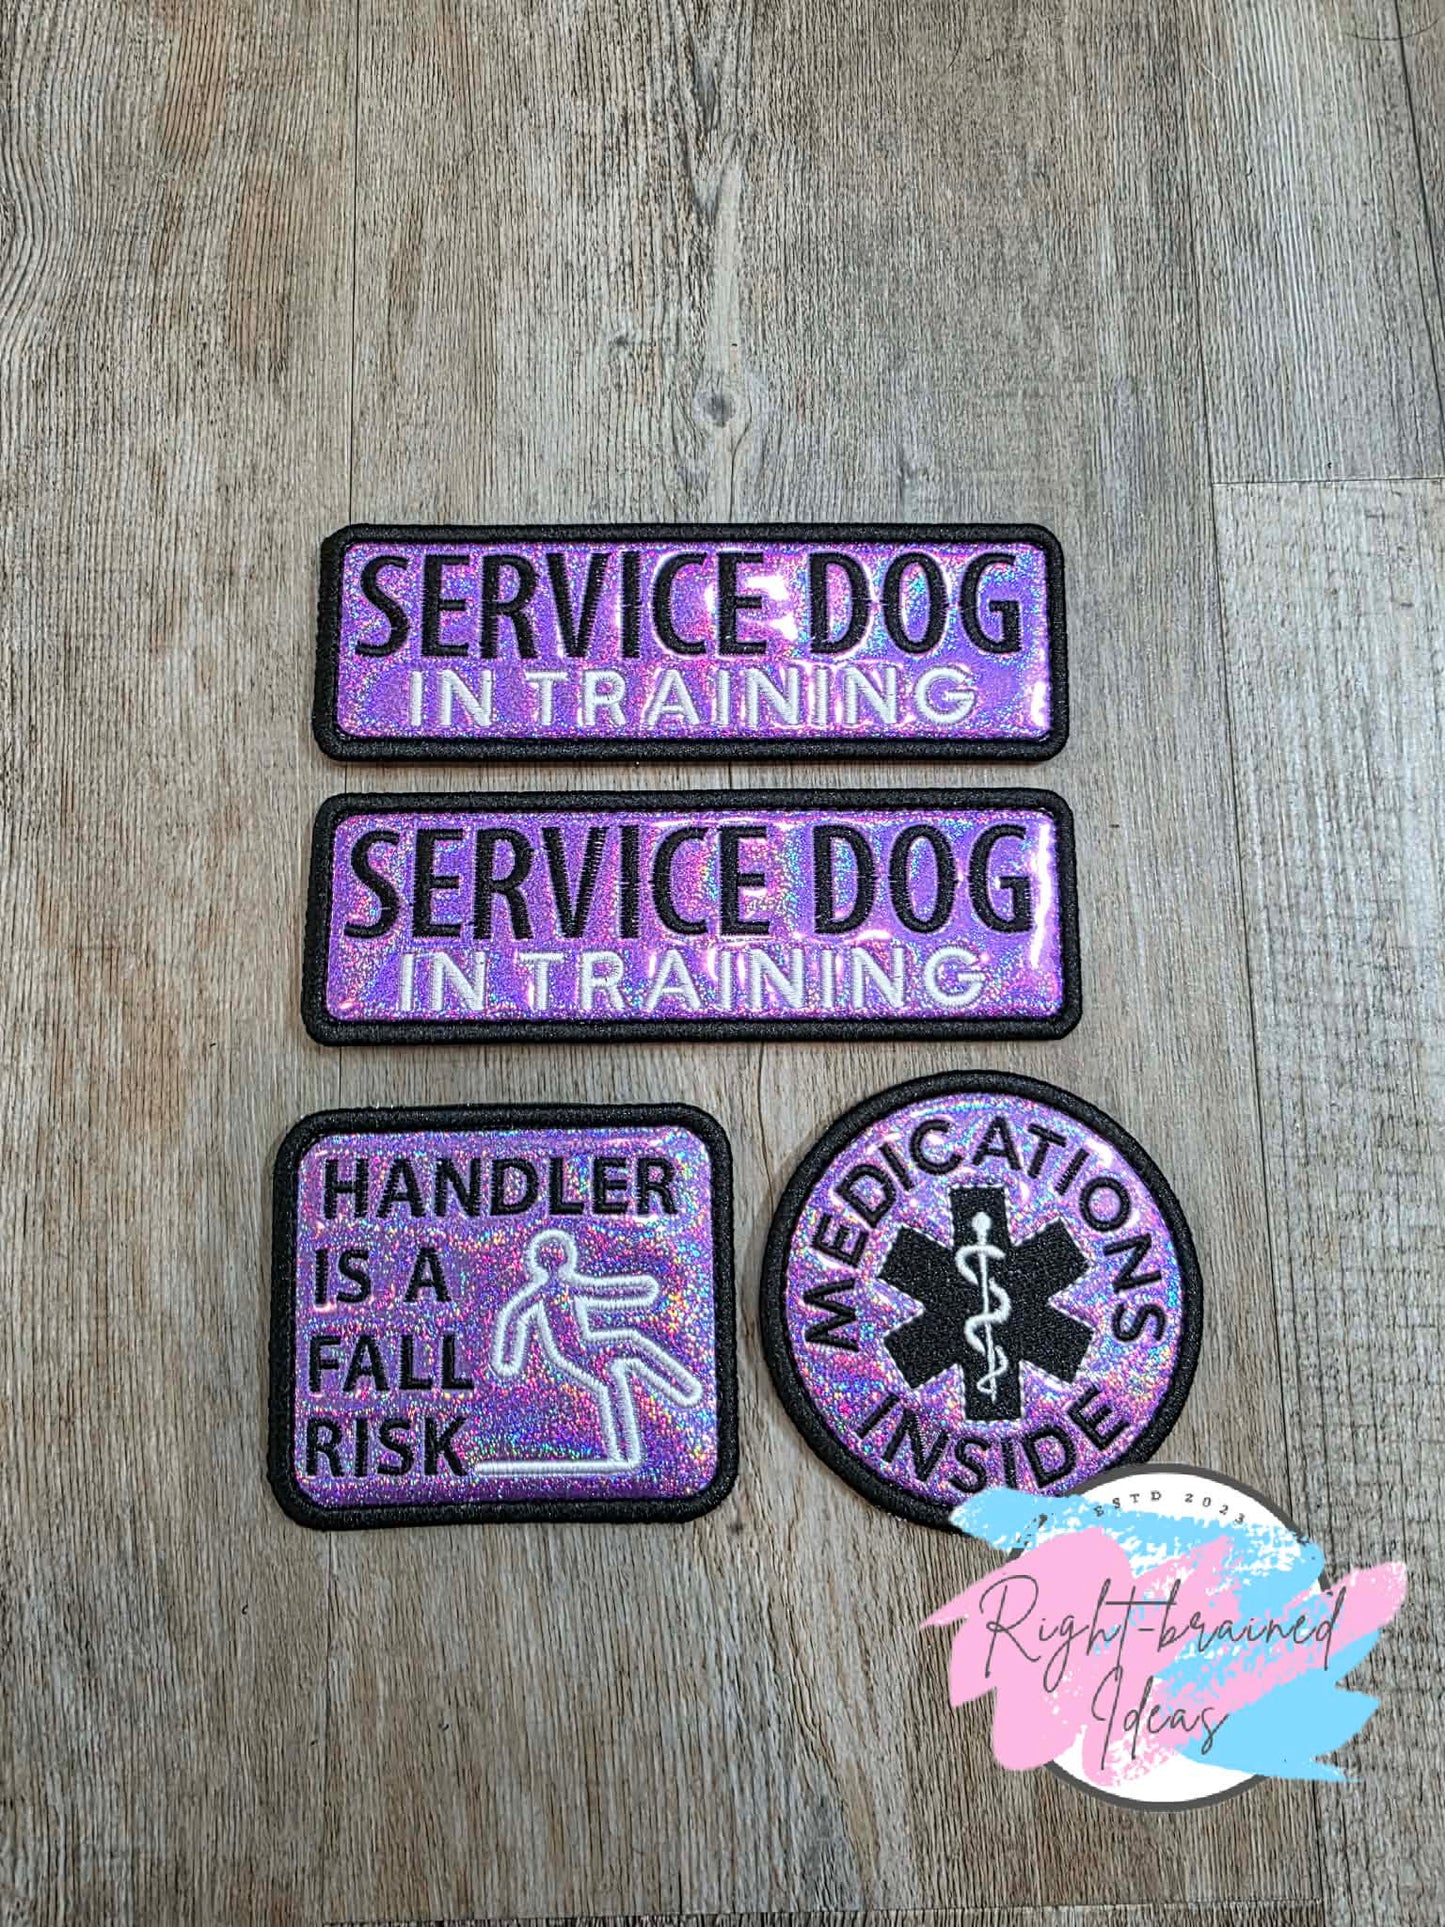 SERVICE DOG
IN TRAINING
SERVICE DOG
IN TRAINING
HANDLER
IS A
FALL
RISK
MEDICATIONS
INSIDE
ESTD 2023
Right-brained
Ideas